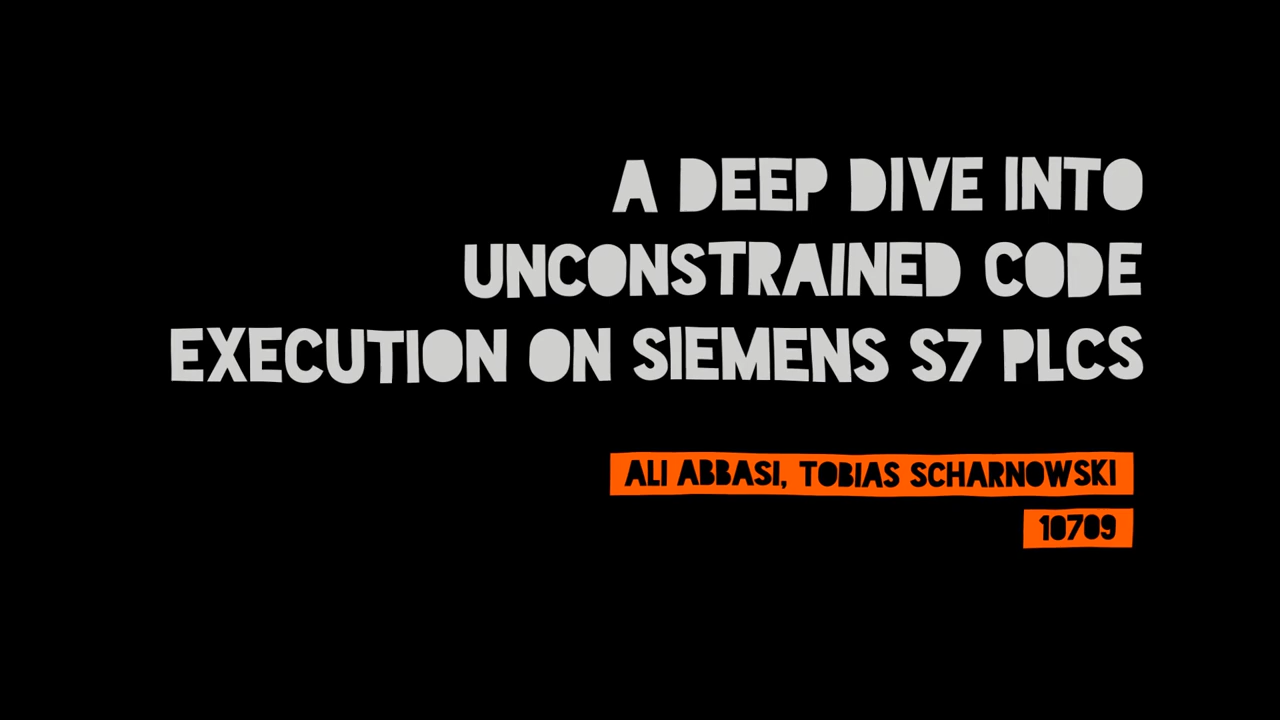 A DEEP DIVE INTO
UNCONSTRAINED CODE
EXECUTION ON SIEMENS S7 PLCS
ALI ABBASI, TOBIAS SCHARNOWSKI
10709